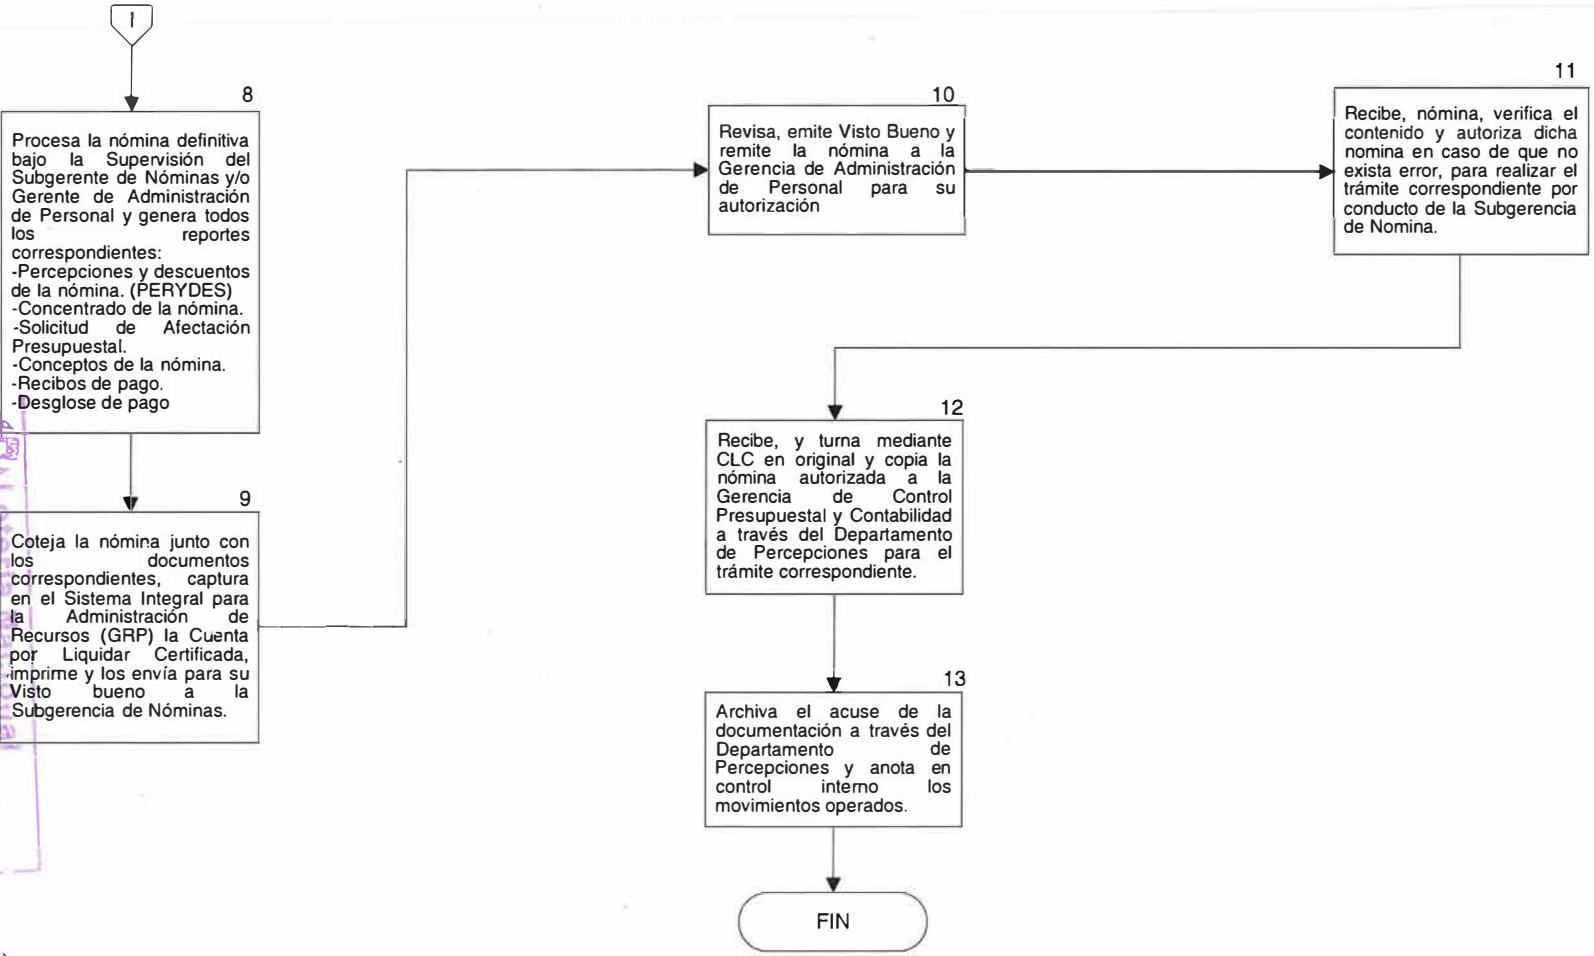 1
8
Procesa la nómina definitiva
bajo la Supervisión del
Subgerente de Nóminas y/o
Gerente de Administración
de Personal y genera todos
los reportes
correspondientes:
-Percepciones y descuentos
de la nómina. (PERYDES)
-Concentrado de la nómina.
-Solicitud de Afectación
Presupuestal.
-Conceptos de la nómina.
-Recibos de pago.
-Desglose de pago
9
Coteja la nómina junto con
los documentos
correspondientes, captura
en el Sistema Integral para
la Administración de
Recursos (GRP) la Cuenta
por Liquidar Certificada,
imprime y los envía para su
Visto bueno a la
Subgerencia de Nóminas.
10
Revisa, emite Visto Bueno y
remite la nómina a la
Gerencia de Administración
de Personal para su
autorización
11
Recibe, nómina, verifica el
contenido y autoriza dicha
nomina en caso de que no
exista error, para realizar el
trámite correspondiente por
conducto de la Subgerencia
de Nomina.
12
Recibe, y turna mediante
CLC en original y copia la
nómina autorizada a la
Gerencia de Control
Presupuestal y Contabilidad
a través del Departamento
de Percepciones para el
trámite correspondiente.
13
Archiva el acuse de la
documentación a través del
Departamento de
Percepciones y anota en
control interno los
movimientos operados.
FIN